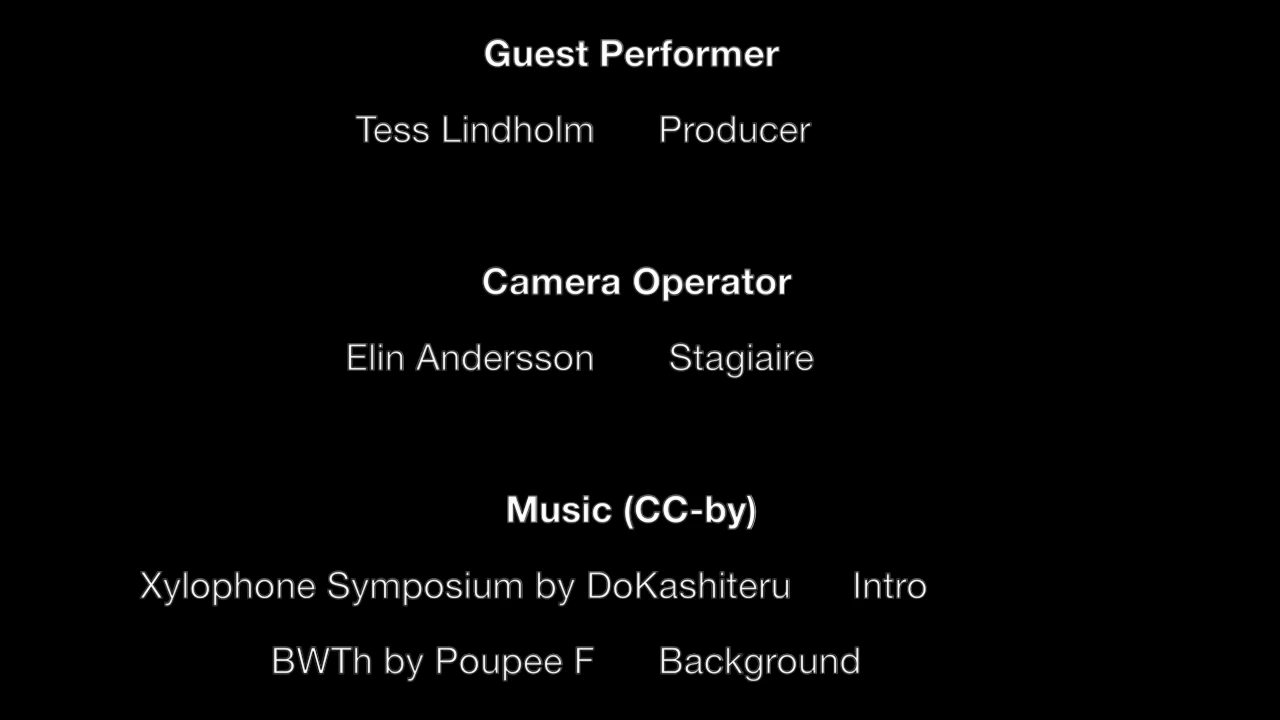 Guest Performer
Tess Lindholm Producer
Camera Operator
Elin Andersson Stagiaire
Music (CC-by)
Xylophone Symposium by DoKashiteru Intro
BWTh by Poupee F Background